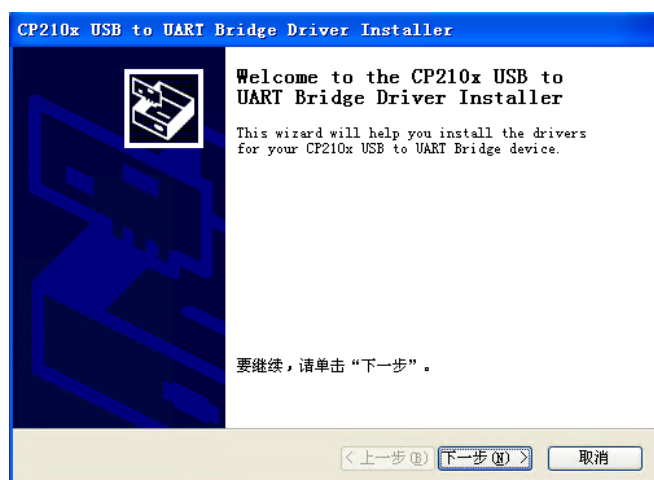 CP210x USB to UART Bridge Driver Installer
Welcome to the CP210x USB to
UART Bridge Driver Installer
This wizard will help you install the drivers
for your CP210x USB to UART Bridge device.
要继续，请单击“下一步”。
< 上一步(B) 下一步(N) > 取消